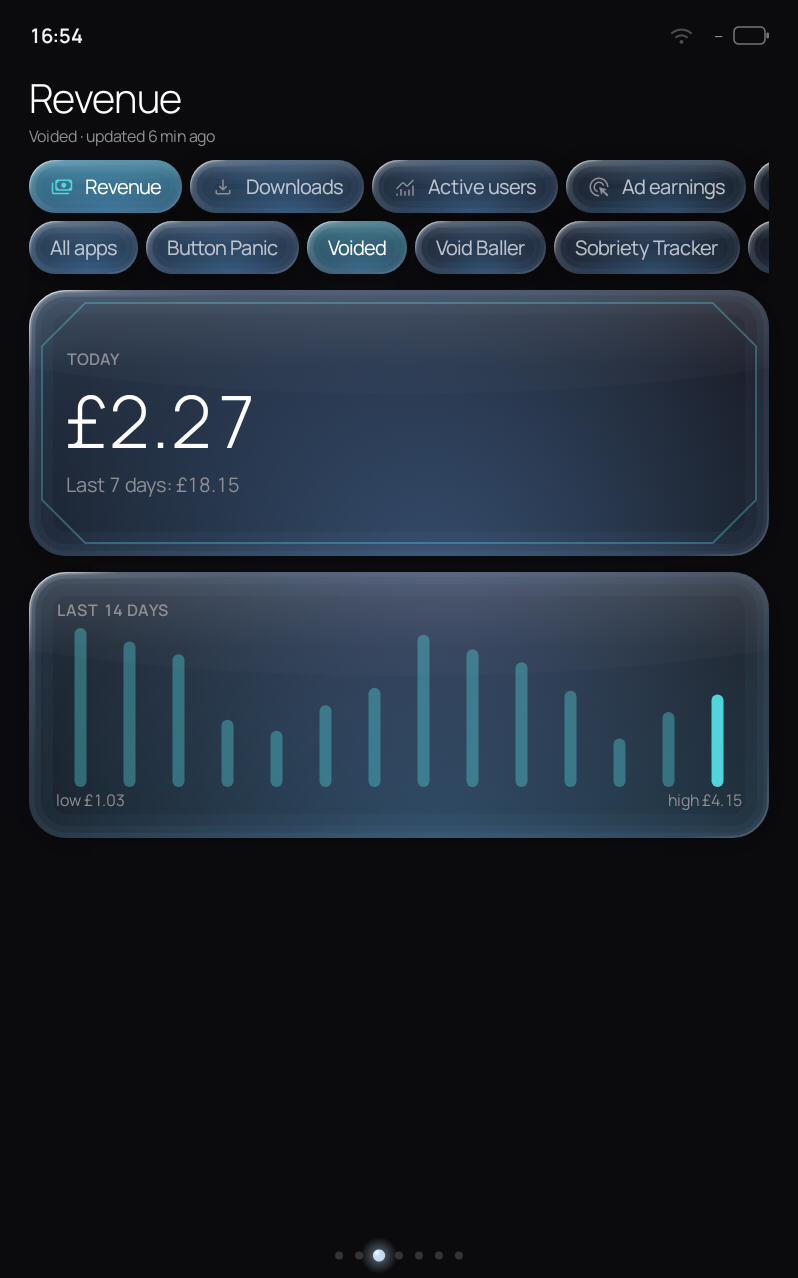 16:54 –
Revenue
Voided · updated 6 min ago
Revenue Downloads Active users Ad earnings
All apps Button Panic Voided Void Baller Sobriety Tracker
TODAY
£2.27
Last 7 days: £18.15
LAST 14 DAYS
low £1.03 high £4.15